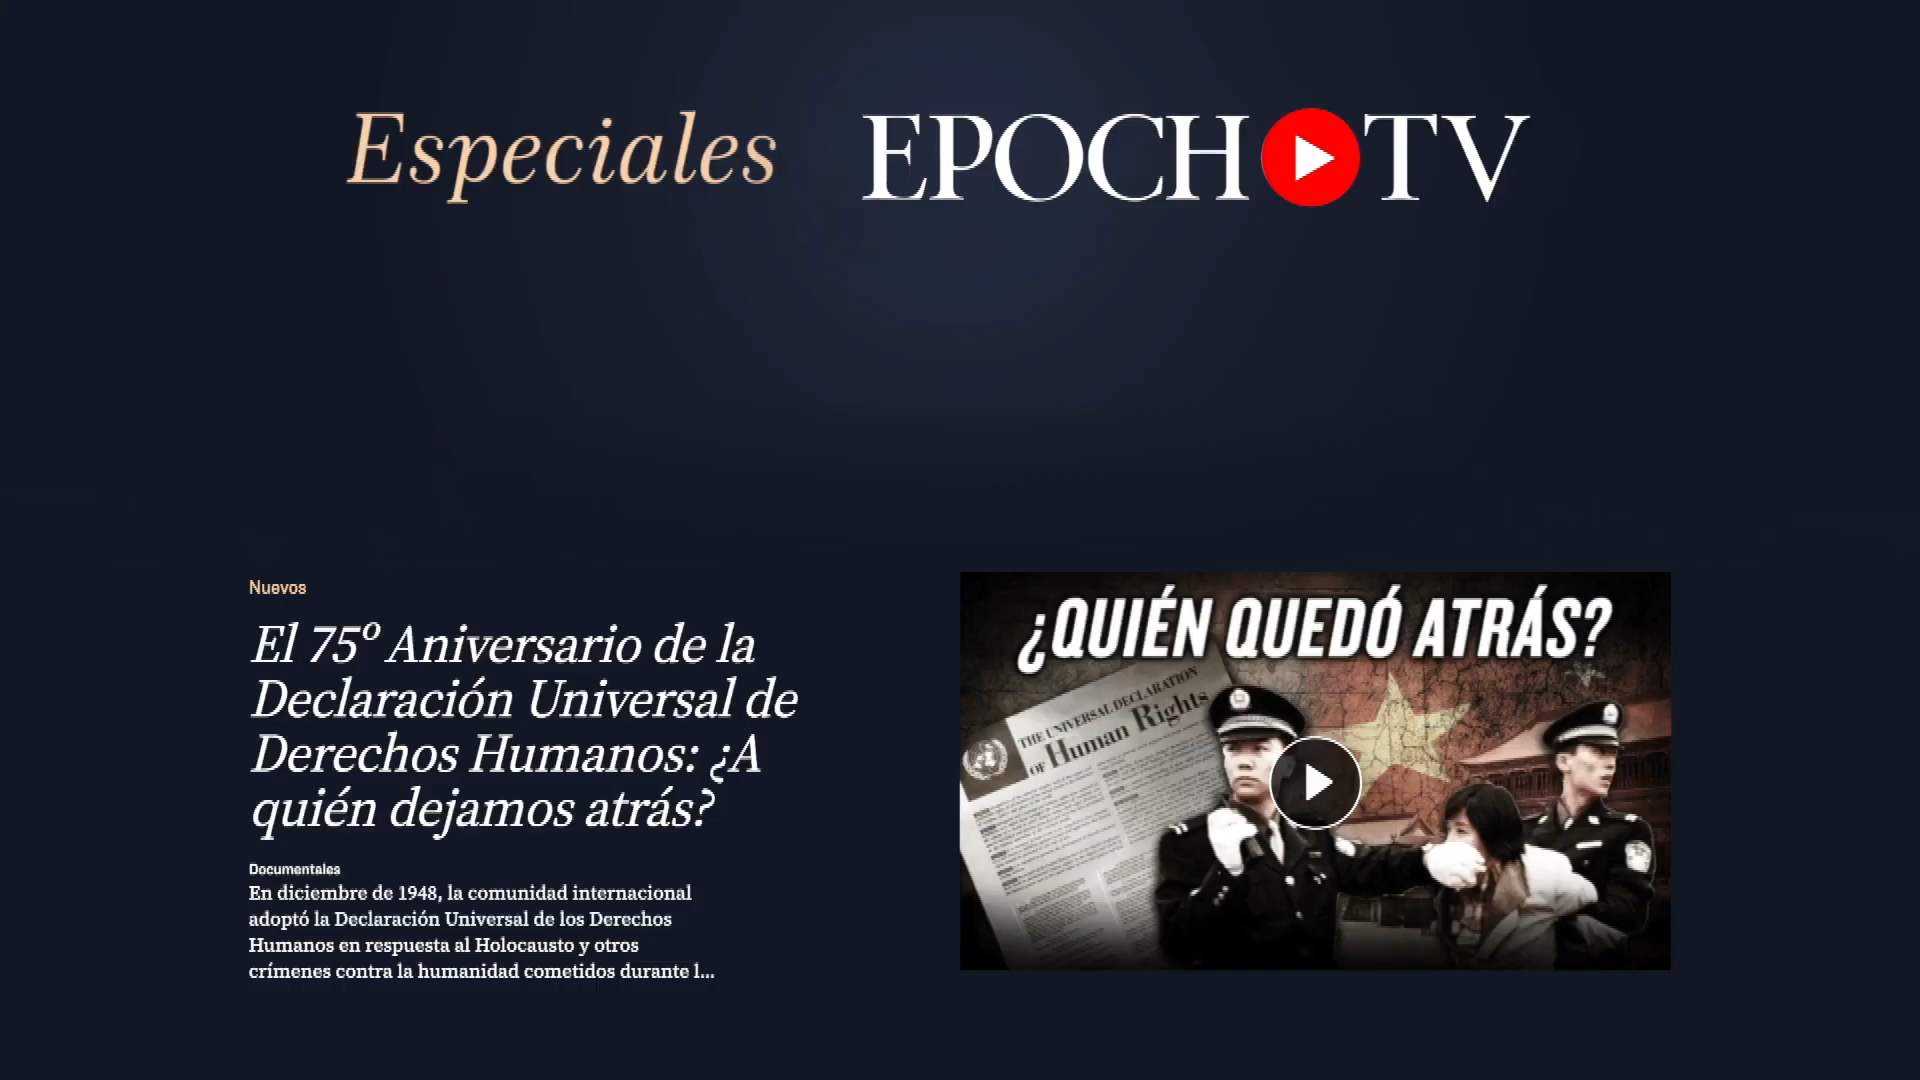 Especiales EPOCH TV
Nuevos
El 75º Aniversario de la
Declaración Universal de
Derechos Humanos: ¿A
quién dejamos atrás?
Documentales
En diciembre de 1948, la comunidad internacional
adoptó la Declaración Universal de los Derechos
Humanos en respuesta al Holocausto y otros
crímenes contra la humanidad cometidos durante l...
¿QUIÉN QUEDÓ ATRÁS?
THE UNIVERSAL DECLARATION
OF Human Rights